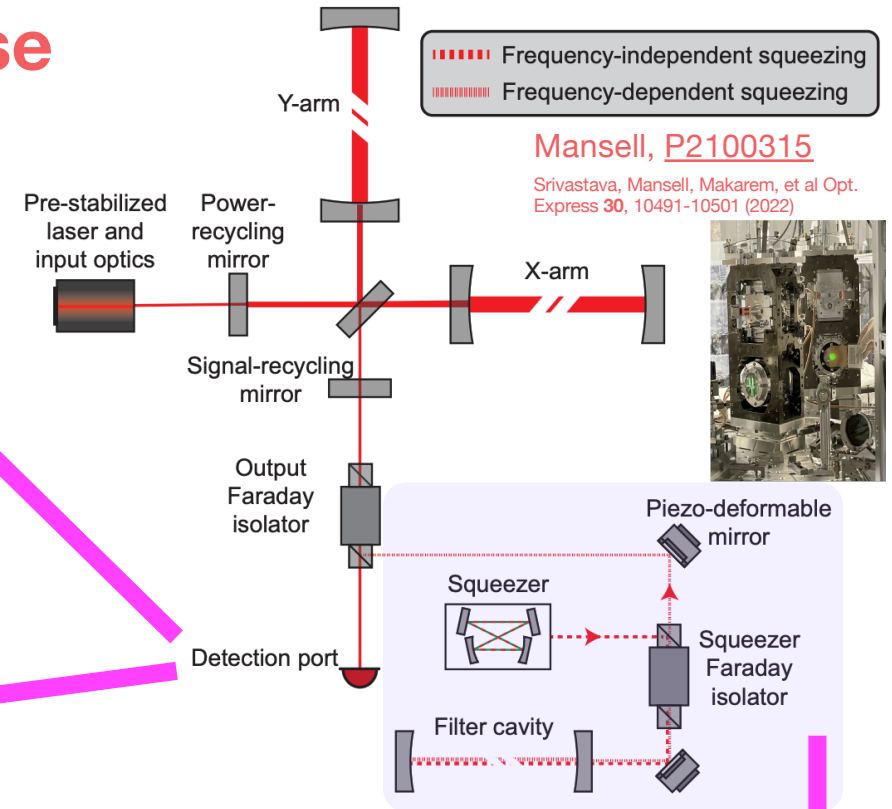 se
Frequency-independent squeezing
Frequency-dependent squeezing
Mansell, P2100315
Srivastava, Mansell, Makarem, et al Opt.
Express 30, 10491-10501 (2022)
Y-arm
Pre-stabilized
laser and
input optics
Power-
recycling
mirror
X-arm
Signal-recycling
mirror
Output
Faraday
isolator
Piezo-deformable
mirror
Squeezer
Squeezer
Faraday
isolator
Detection port
Filter cavity